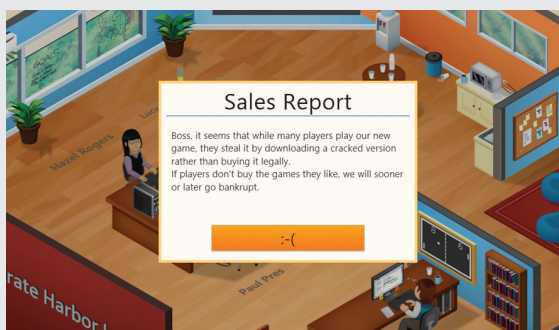 GOALS
Lucy
Sales Report
Boss, it seems that while many players play our new
game, they steal it by downloading a cracked version
rather than buying it legally.
If players don't buy the games they like, we will sooner
or later go bankrupt.
:-(
Hazel Rogers
Paul Pres
rate Harbor